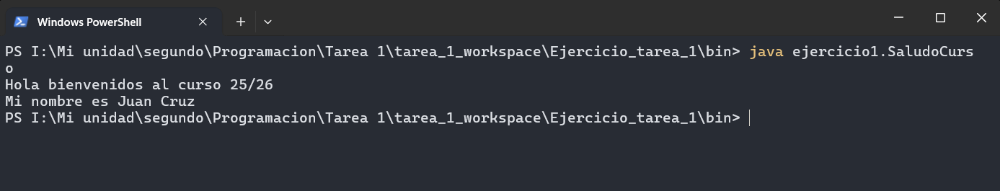 Windows PowerShell
PS I:\Mi unidad\segundo\Programacion\Tarea 1\tarea_1_workspace\Ejercicio_tarea_1\bin> java ejercicio1.SaludoCurs
o
Hola bienvenidos al curso 25/26
Mi nombre es Juan Cruz
PS I:\Mi unidad\segundo\Programacion\Tarea 1\tarea_1_workspace\Ejercicio_tarea_1\bin>